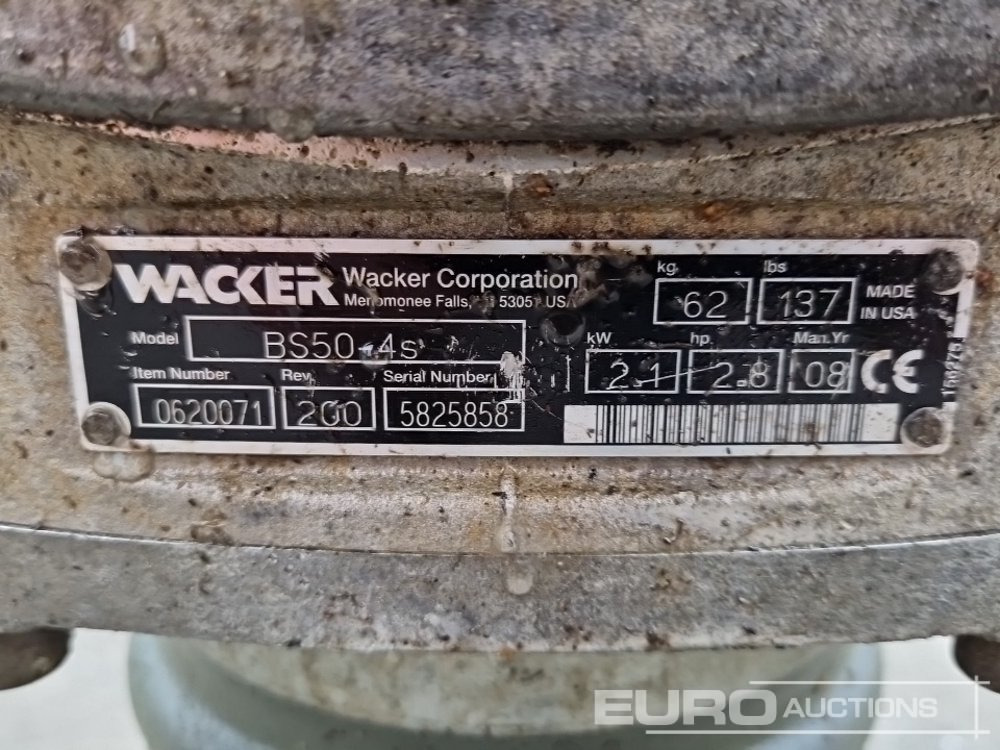 WACKER Wacker Corporation
Menomonee Falls, 53051 USA
kg lbs
62 137 MADE IN USA
Model BS50-4s
kW hp Man.Yr
2.1 2.8 08 CE
Item Number Rev. Serial Number
0620071 200 5825858
EURO AUCTIONS